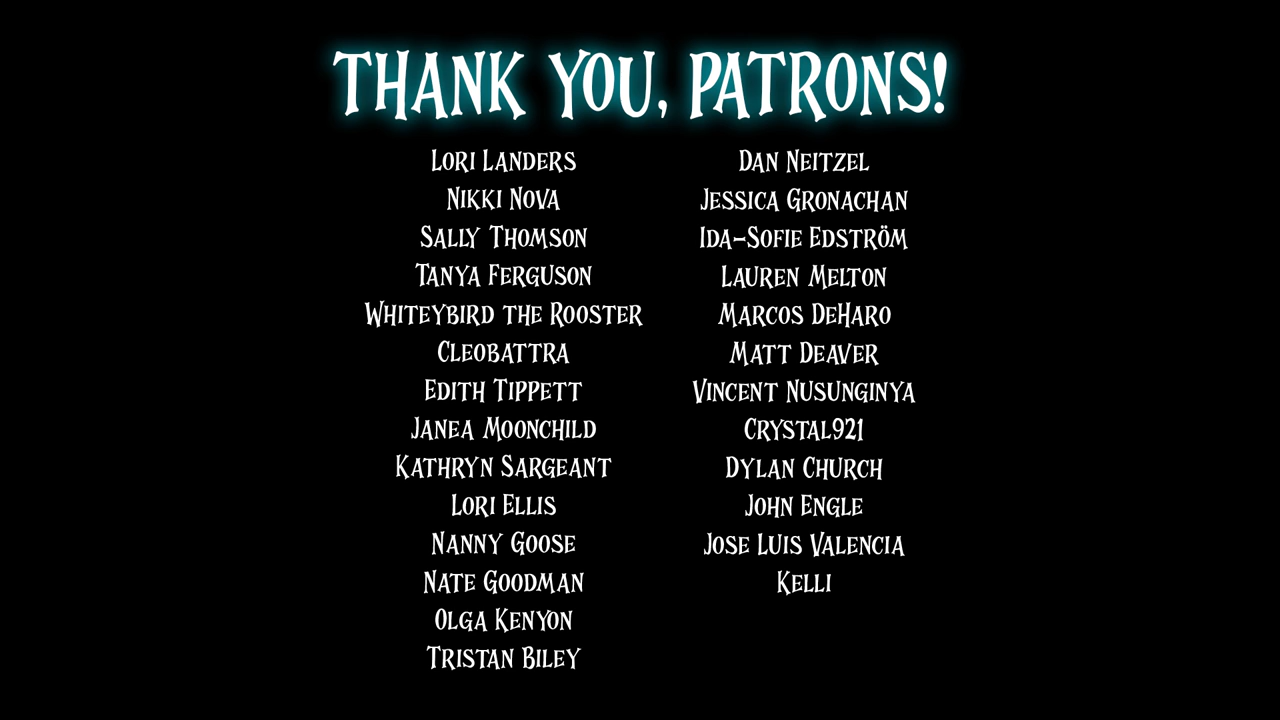 THANK YOU, PATRONS!
LORI LANDERS
NIKKI NOVA
SALLY THOMSON
TANYA FERGUSON
WHITEYBIRD THE ROOSTER
CLEOBATTRA
EDITH TIPPETT
JANEA MOONCHILD
KATHRYN SARGEANT
LORI ELLIS
NANNY GOOSE
NATE GOODMAN
OLGA KENYON
TRISTAN BILEY
DAN NEITZEL
JESSICA GRONACHAN
IDA-SOFIE EDSTRÖM
LAUREN MELTON
MARCOS DEHARO
MATT DEAVER
VINCENT NUSUNGINYA
CRYSTAL921
DYLAN CHURCH
JOHN ENGLE
JOSE LUIS VALENCIA
KELLI